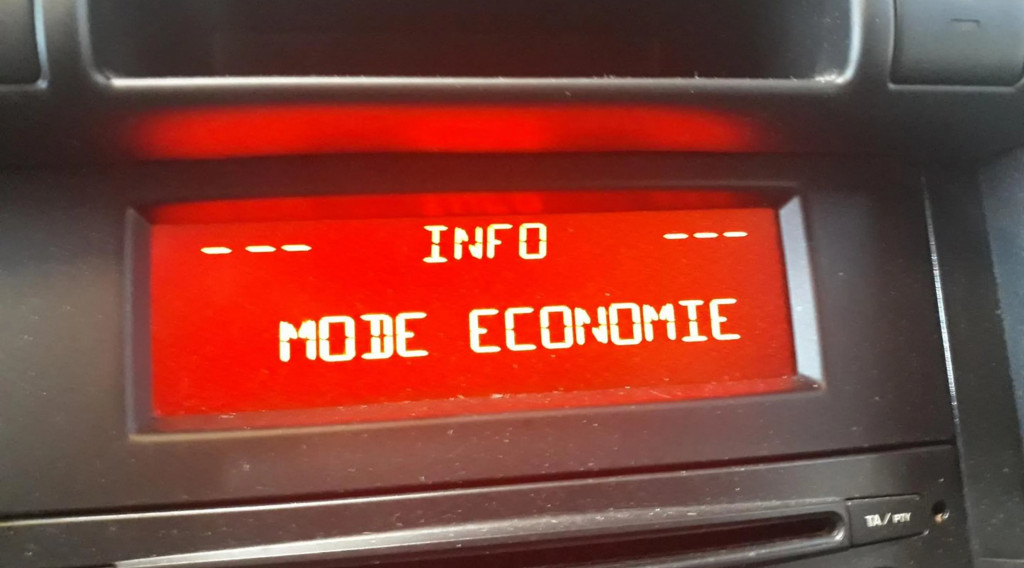 --- INFO ---
MODE ECONOMIE
TA/PTY